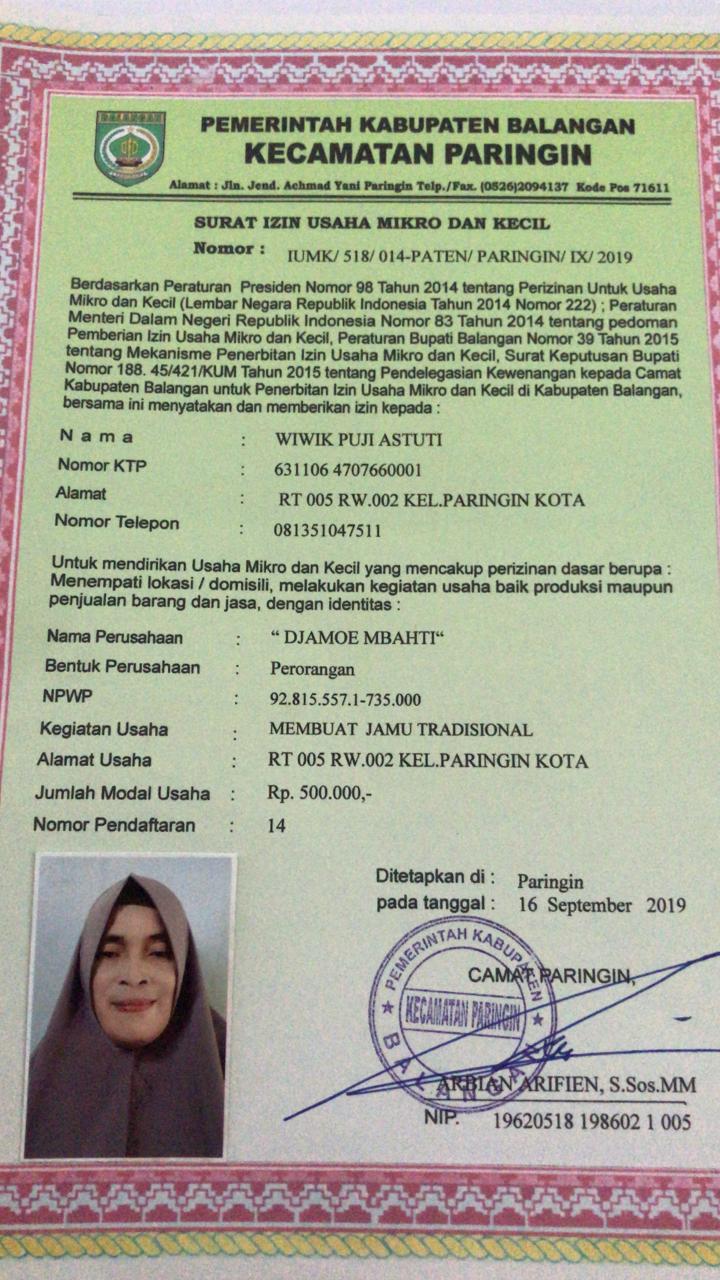 PEMERINTAH KABUPATEN BALANGAN
KECAMATAN PARINGIN
Alamat : Jln. Jend. Achmad Yani Paringin Telp./Fax. (0526)2094137 Kode Pos 71611
SURAT IZIN USAHA MIKRO DAN KECIL
Nomor : IUMK/ 518/ 014-PATEN/ PARINGIN/ IX/ 2019
Berdasarkan Peraturan Presiden Nomor 98 Tahun 2014 tentang Perizinan Untuk Usaha
Mikro dan Kecil (Lembar Negara Republik Indonesia Tahun 2014 Nomor 222) ; Peraturan
Menteri Dalam Negeri Republik Indonesia Nomor 83 Tahun 2014 tentang pedoman
Pemberian Izin Usaha Mikro dan Kecil, Peraturan Bupati Balangan Nomor 39 Tahun 2015
tentang Mekanisme Penerbitan Izin Usaha Mikro dan Kecil, Surat Keputusan Bupati
Nomor 188. 45/421/KUM Tahun 2015 tentang Pendelegasian Kewenangan kepada Camat
Kabupaten Balangan untuk Penerbitan Izin Usaha Mikro dan Kecil di Kabupaten Balangan,
bersama ini menyatakan dan memberikan izin kepada :
N a m a : WIWIK PUJI ASTUTI
Nomor KTP : 631106 4707660001
Alamat : RT 005 RW.002 KEL.PARINGIN KOTA
Nomor Telepon : 081351047511
Untuk mendirikan Usaha Mikro dan Kecil yang mencakup perizinan dasar berupa :
Menempati lokasi / domisili, melakukan kegiatan usaha baik produksi maupun
penjualan barang dan jasa, dengan identitas :
Nama Perusahaan : “ DJAMOE MBAHTI“
Bentuk Perusahaan : Perorangan
NPWP : 92.815.557.1-735.000
Kegiatan Usaha : MEMBUAT JAMU TRADISIONAL
Alamat Usaha : RT 005 RW.002 KEL.PARINGIN KOTA
Jumlah Modal Usaha : Rp. 500.000,-
Nomor Pendaftaran : 14
Ditetapkan di : Paringin
pada tanggal : 16 September 2019
CAMAT PARINGIN,
PEMERINTAH KABUPATEN
KECAMATAN PARINGIN
BALANGAN
ARBIAN ARIFIEN, S.Sos.MM
NIP. 19620518 198602 1 005